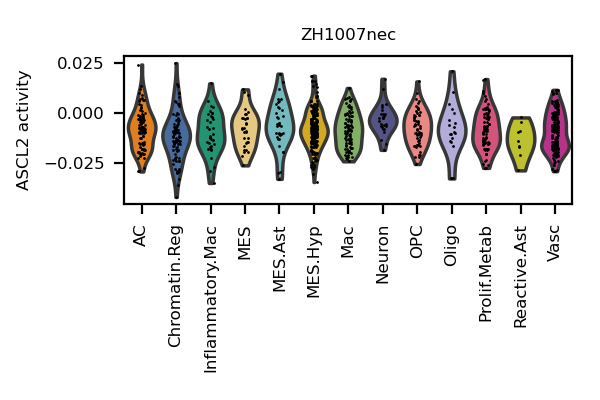 ZH1007nec
ASCL2 activity
0.025
0.000
−0.025
AC
Chromatin.Reg
Inflammatory.Mac
MES
MES.Ast
MES.Hyp
Mac
Neuron
OPC
Oligo
Prolif.Metab
Reactive.Ast
Vasc